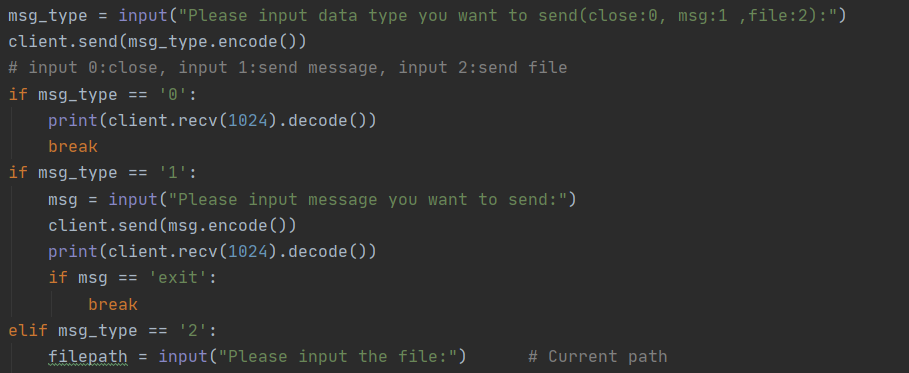 msg_type = input("Please input data type you want to send(close:0, msg:1 ,file:2):")
client.send(msg_type.encode())
# input 0:close, input 1:send message, input 2:send file
if msg_type == '0':
    print(client.recv(1024).decode())
    break
if msg_type == '1':
    msg = input("Please input message you want to send:")
    client.send(msg.encode())
    print(client.recv(1024).decode())
    if msg == 'exit':
        break
elif msg_type == '2':
    filepath = input("Please input the file:")      # Current path